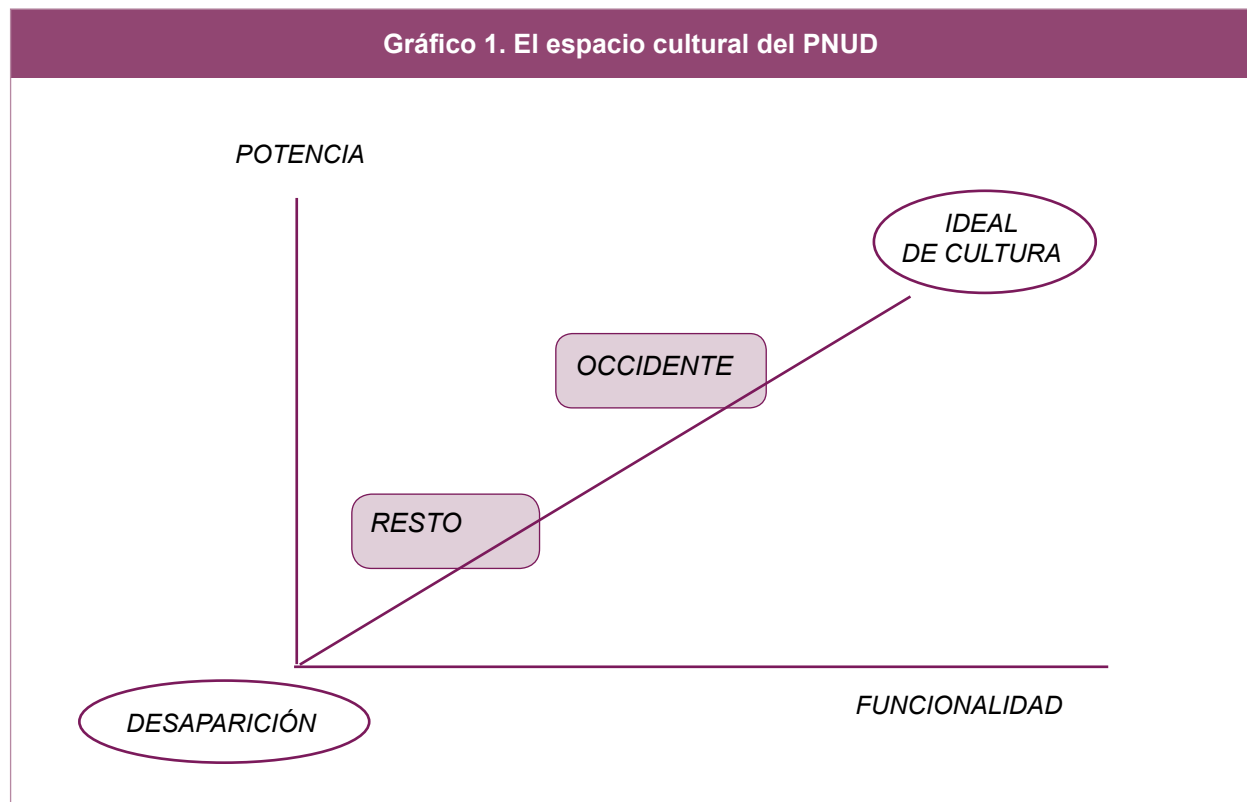 Gráfico 1. El espacio cultural del PNUD
POTENCIA
IDEAL
DE CULTURA
OCCIDENTE
RESTO
FUNCIONALIDAD
DESAPARICIÓN